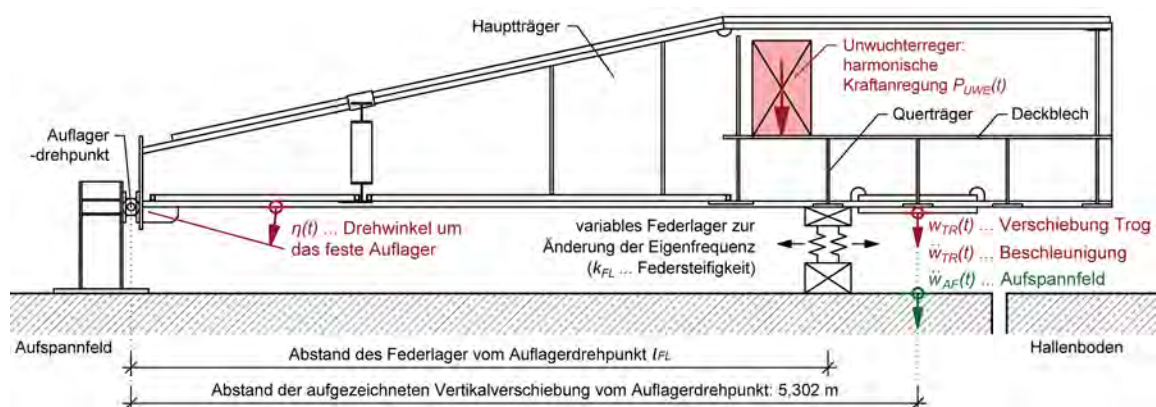 Hauptträger
Unwuchterreger:
harmonische
Kraftanregung P_UWE(t)
Auflager
-drehpunkt
Querträger
Deckblech
η(t) ... Drehwinkel um
das feste Auflager
variables Federlager zur
Änderung der Eigenfrequenz
(k_FL ... Federsteifigkeit)
w_TR(t) ... Verschiebung Trog
ẅ_TR(t) ... Beschleunigung
ẅ_AF(t) ... Aufspannfeld
Aufspannfeld
Abstand des Federlager vom Auflagerdrehpunkt l_FL
Hallenboden
Abstand der aufgezeichneten Vertikalverschiebung vom Auflagerdrehpunkt: 5,302 m